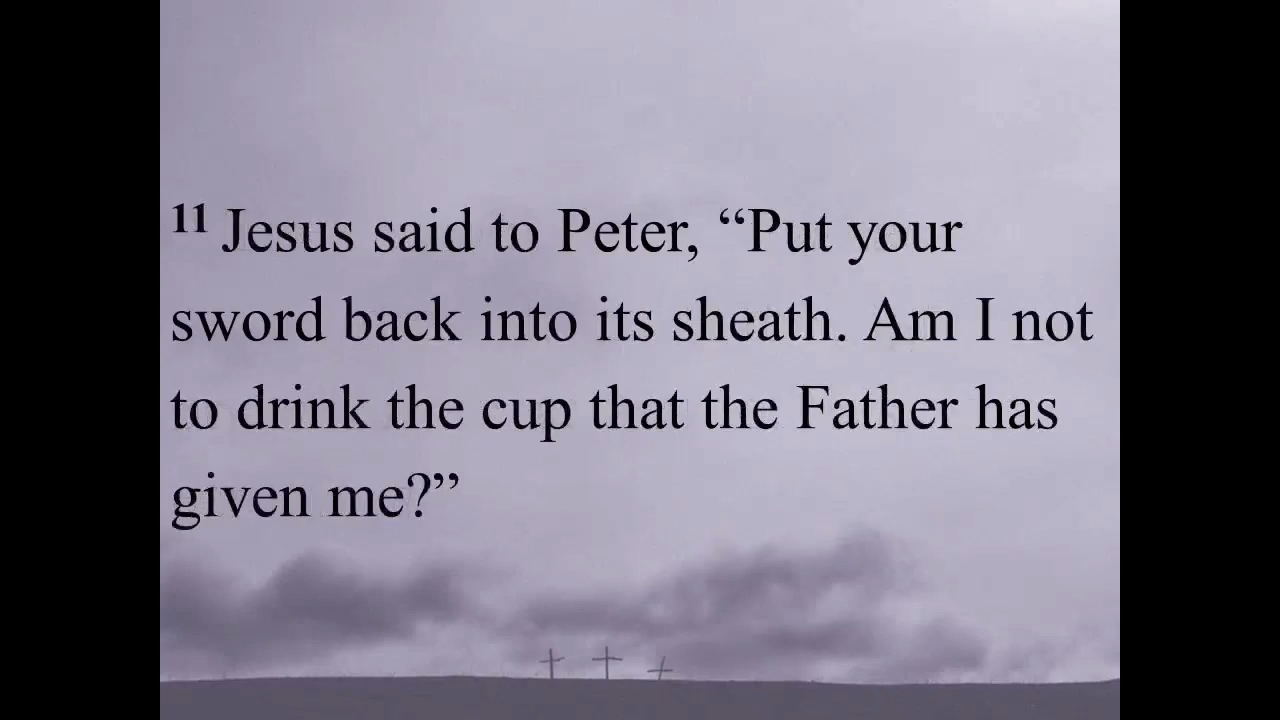 11 Jesus said to Peter, “Put your
sword back into its sheath. Am I not
to drink the cup that the Father has
given me?”